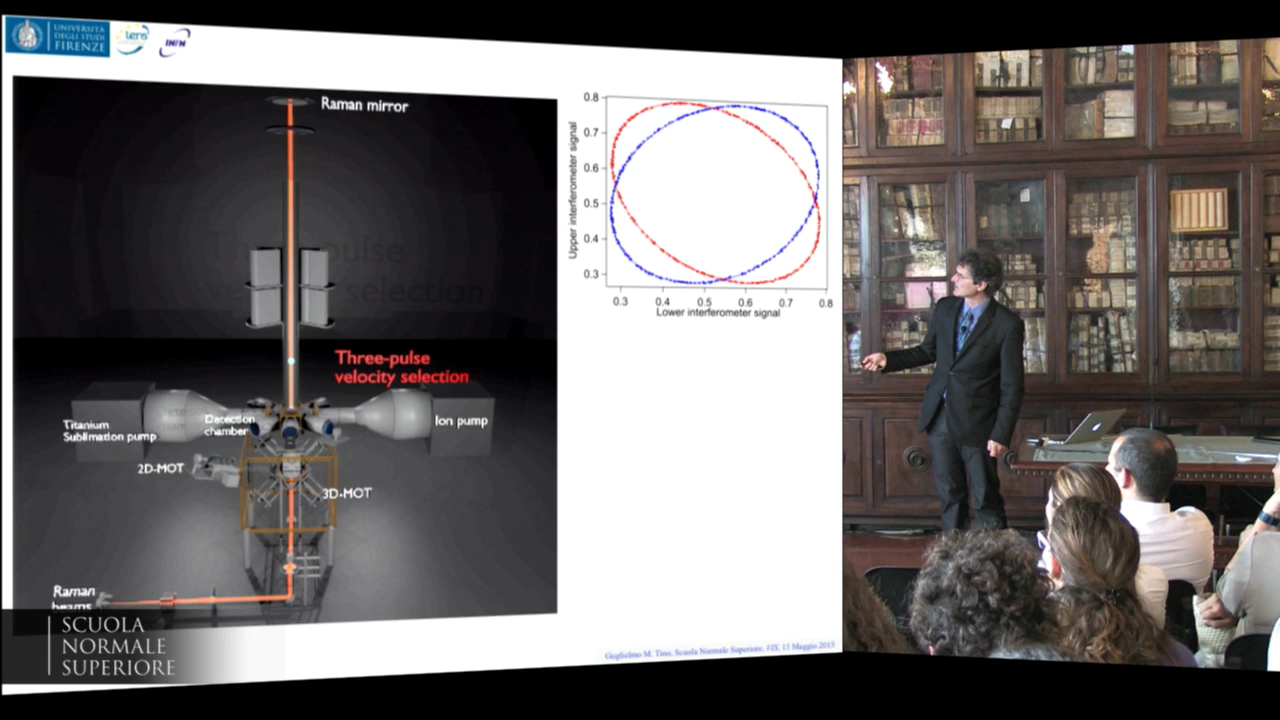 UNIVERSITÀ
DEGLI STUDI
FIRENZE
lens
INFN
Raman mirror
Three-pulse
velocity selection
Titanium
Sublimation pump
Detection
chamber
Ion pump
2D-MOT
3D-MOT
Raman
beams
Upper interferometer signal
0.8
0.7
0.6
0.5
0.4
0.3
0.3 0.4 0.5 0.6 0.7 0.8
Lower interferometer signal
SCUOLA
NORMALE
SUPERIORE
Guglielmo M. Tino, Scuola Normale Superiore, VIS, 15 Maggio 2015